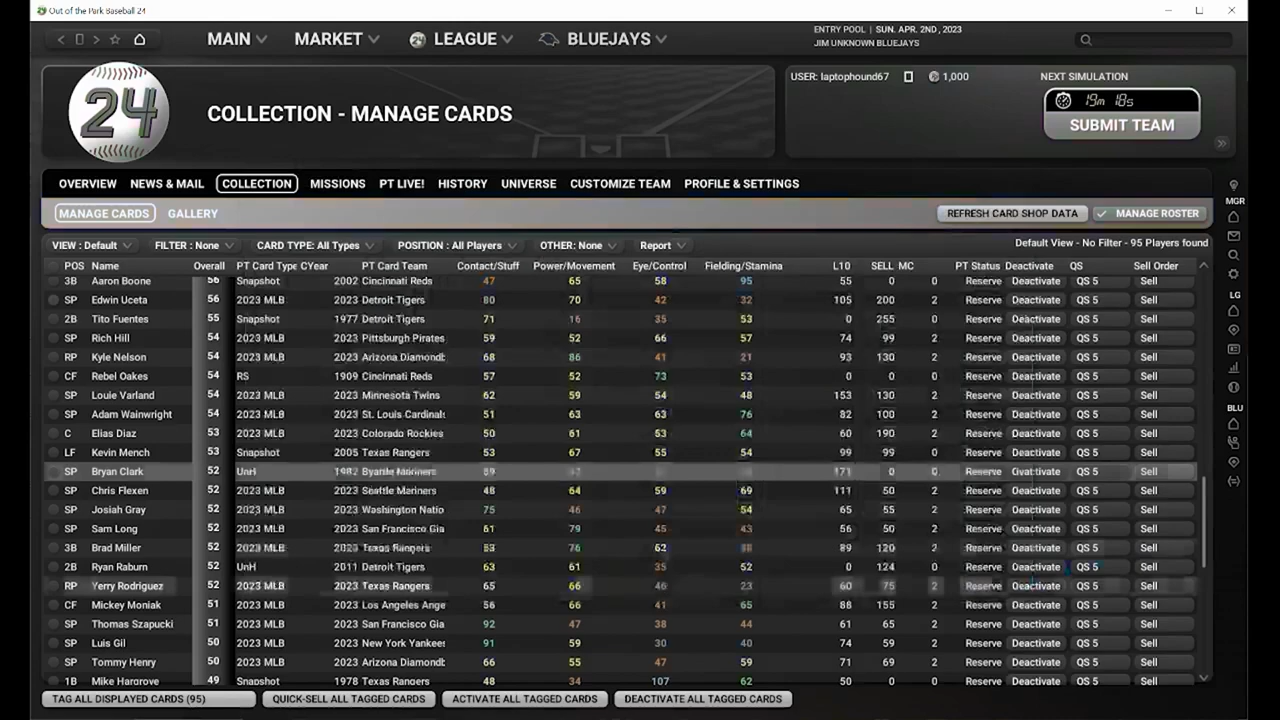 Out of the Park Baseball 24
MAIN MARKET LEAGUE BLUEJAYS
ENTRY POOL | SUN. APR. 2ND, 2023
JIM UNKNOWN BLUEJAYS
24
COLLECTION - MANAGE CARDS
USER: laptophound67 1,000
NEXT SIMULATION
19m 18s
SUBMIT TEAM
OVERVIEW NEWS & MAIL COLLECTION MISSIONS PT LIVE! HISTORY UNIVERSE CUSTOMIZE TEAM PROFILE & SETTINGS
MANAGE CARDS GALLERY REFRESH CARD SHOP DATA MANAGE ROSTER
VIEW : Default FILTER : None CARD TYPE: All Types POSITION : All Players OTHER: None Report Default View - No Filter - 95 Players found
POS Name Overall PT Card Type CYear PT Card Team Contact/Stuff Power/Movement Eye/Control Fielding/Stamina L10 SELL MC PT Status Deactivate QS Sell Order
3B Aaron Boone 56 Snapshot 2002 Cincinnati Reds 47 65 58 95 55 0 0 Reserve Deactivate QS 5 Sell
SP Edwin Uceta 56 2023 MLB 2023 Detroit Tigers 80 70 42 32 105 200 2 Reserve Deactivate QS 5 Sell
2B Tito Fuentes 55 Snapshot 1977 Detroit Tigers 71 16 35 53 0 255 0 Reserve Deactivate QS 5 Sell
SP Rich Hill 54 2023 MLB 2023 Pittsburgh Pirates 59 52 66 57 74 99 2 Reserve Deactivate QS 5 Sell
RP Kyle Nelson 54 2023 MLB 2023 Arizona Diamondb 68 86 41 21 93 130 2 Reserve Deactivate QS 5 Sell
CF Rebel Oakes 54 RS 1909 Cincinnati Reds 57 52 73 53 0 0 0 Reserve Deactivate QS 5 Sell
SP Louie Varland 54 2023 MLB 2023 Minnesota Twins 62 59 54 48 153 130 2 Reserve Deactivate QS 5 Sell
SP Adam Wainwright 54 2023 MLB 2023 St. Louis Cardinals 51 63 63 76 82 100 2 Reserve Deactivate QS 5 Sell
C Elias Diaz 53 2023 MLB 2023 Colorado Rockies 50 61 53 64 60 190 2 Reserve Deactivate QS 5 Sell
LF Kevin Mench 53 Snapshot 2005 Texas Rangers 53 67 55 54 99 99 2 Reserve Deactivate QS 5 Sell
SP Bryan Clark 52 UnH Mariners 171 0 0 Reserve QS 5 Sell
SP Chris Flexen 52 2023 MLB 2023 Seattle Mariners 48 64 59 69 111 50 2 Reserve Deactivate QS 5 Sell
SP Josiah Gray 52 2023 MLB 2023 Washington Natio 75 46 47 54 65 55 2 Reserve Deactivate QS 5 Sell
SP Sam Long 52 2023 MLB 2023 San Francisco Gia 61 79 45 43 56 50 2 Reserve Deactivate QS 5 Sell
3B Brad Miller 52 2023 MLB 2023 Texas Rangers 53 76 62 89 120 2 Reserve Deactivate QS 5 Sell
2B Ryan Raburn 52 UnH 2011 Detroit Tigers 63 61 35 52 0 124 0 Reserve Deactivate QS 5 Sell
RP Yerry Rodriguez 52 2023 MLB 2023 Texas Rangers 65 66 46 23 60 75 2 Reserve Deactivate QS 5 Sell
CF Mickey Moniak 51 2023 MLB 2023 Los Angeles Ange 56 66 41 65 88 155 2 Reserve Deactivate QS 5 Sell
SP Thomas Szapucki 51 2023 MLB 2023 San Francisco Gia 92 47 38 44 61 65 2 Reserve Deactivate QS 5 Sell
SP Luis Gil 50 2023 MLB 2023 New York Yankees 91 59 30 40 74 59 2 Reserve Deactivate QS 5 Sell
SP Tommy Henry 50 2023 MLB 2023 Arizona Diamondb 66 55 47 59 71 69 2 Reserve Deactivate QS 5 Sell
1B Mike Hargrove 49 Snapshot 1978 Texas Rangers 48 34 107 62 50 0 0 Reserve Deactivate QS 5 Sell
TAG ALL DISPLAYED CARDS (95) QUICK-SELL ALL TAGGED CARDS ACTIVATE ALL TAGGED CARDS DEACTIVATE ALL TAGGED CARDS
MGR
LG
BLU